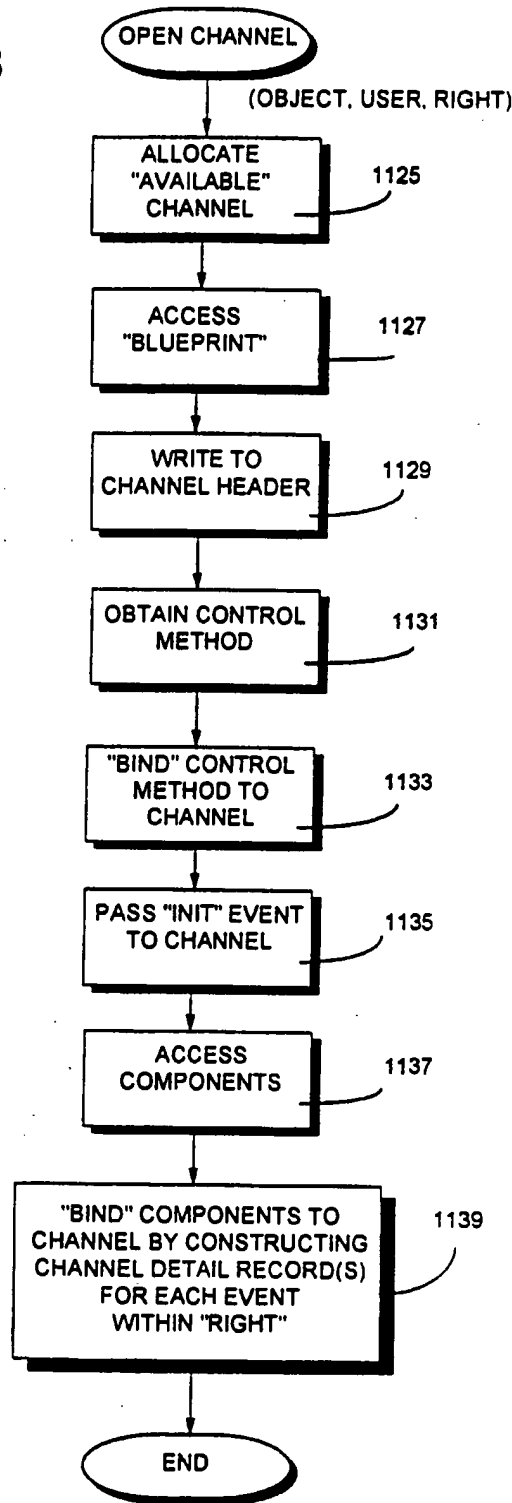 OPEN CHANNEL
(OBJECT, USER, RIGHT)
ALLOCATE
"AVAILABLE"
CHANNEL
1125
ACCESS
"BLUEPRINT"
1127
WRITE TO
CHANNEL HEADER
1129
OBTAIN CONTROL
METHOD
1131
"BIND" CONTROL
METHOD TO
CHANNEL
1133
PASS "INIT" EVENT
TO CHANNEL
1135
ACCESS
COMPONENTS
1137
"BIND" COMPONENTS TO
CHANNEL BY CONSTRUCTING
CHANNEL DETAIL RECORD(S)
FOR EACH EVENT
WITHIN "RIGHT"
1139
END